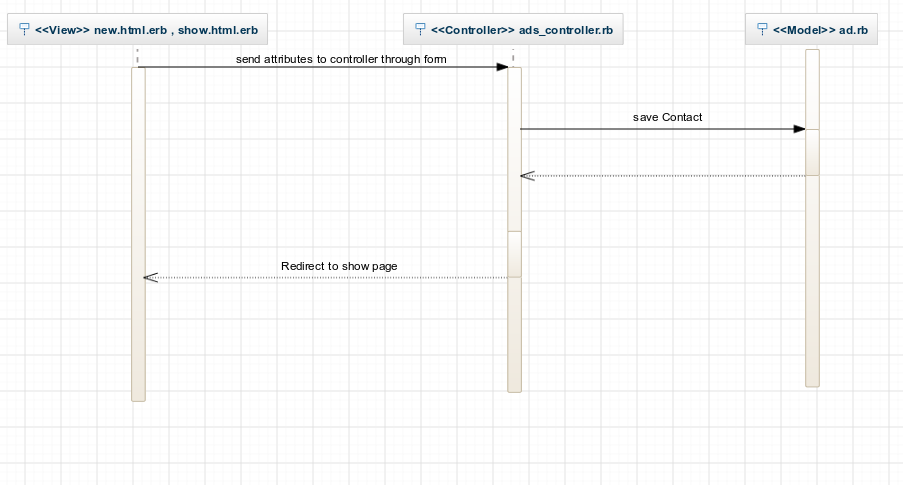 <<View>> new.html.erb , show.html.erb
<<Controller>> ads_controller.rb
<<Model>> ad.rb
send attributes to controller through form
save Contact
Redirect to show page